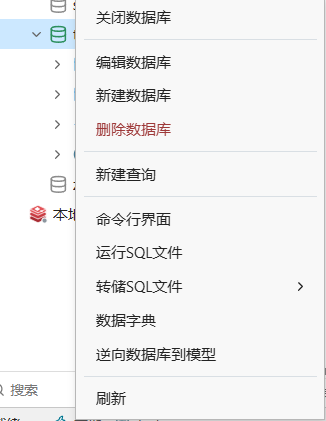 关闭数据库
编辑数据库
新建数据库
删除数据库
新建查询
本地
命令行界面
运行SQL文件
转储SQL文件
数据字典
逆向数据库到模型
搜索
刷新